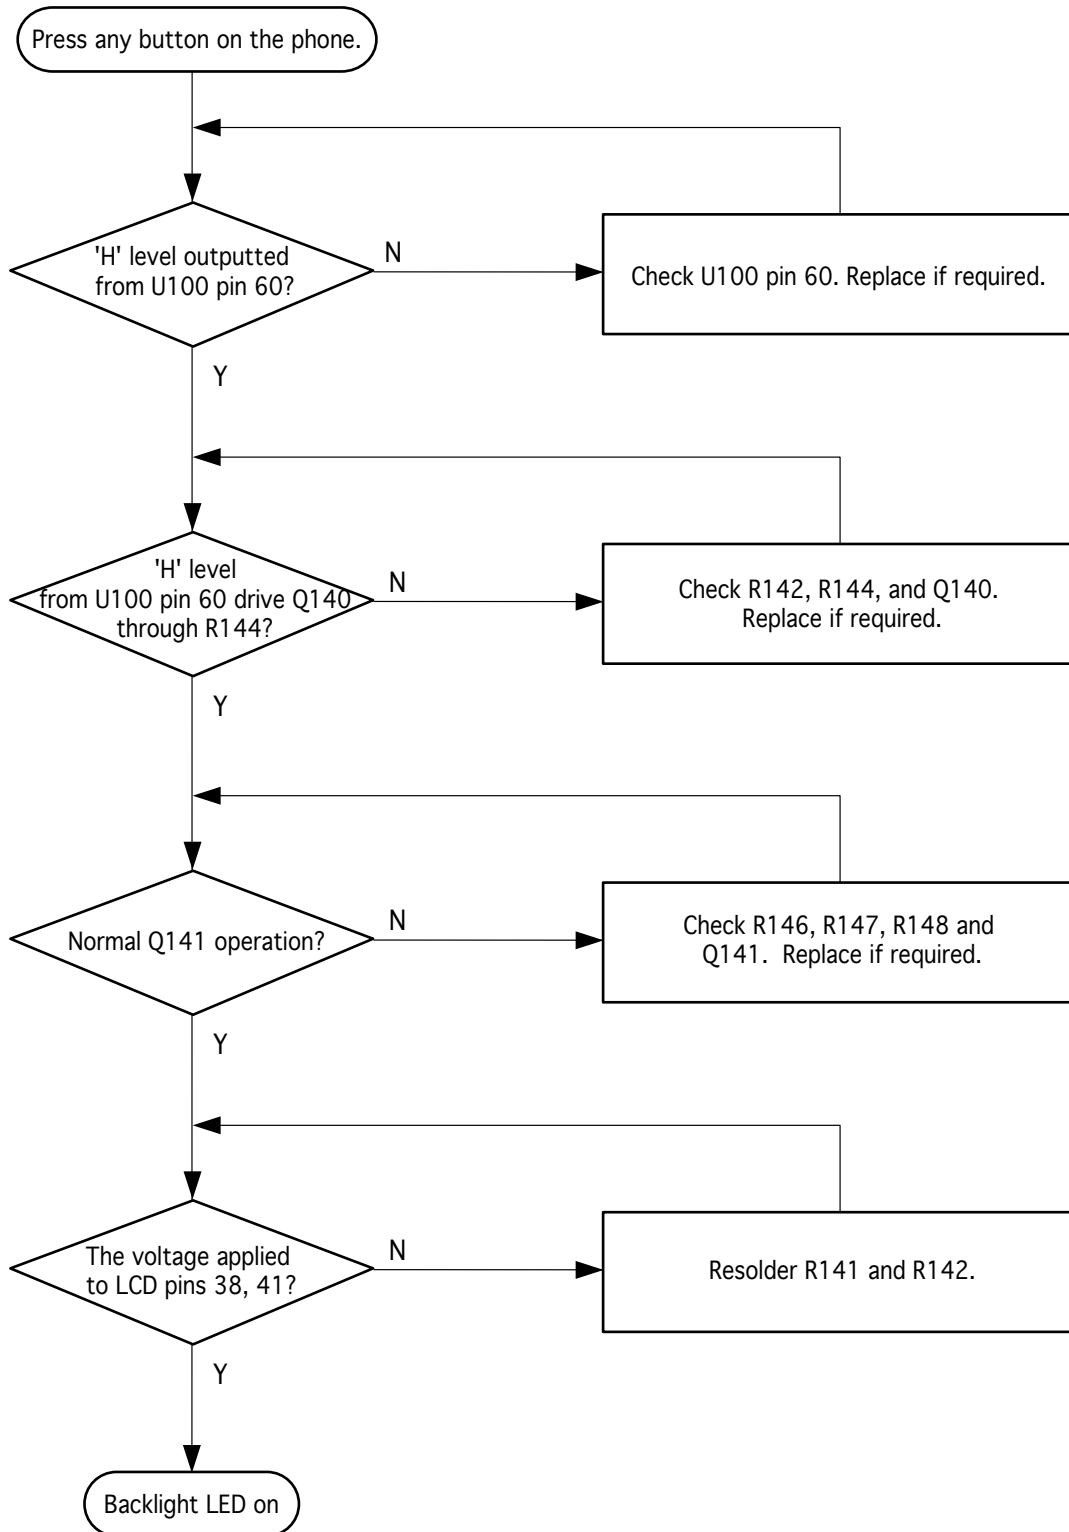 Press any button on the phone.
'H' level outputted
from U100 pin 60?
N
Check U100 pin 60. Replace if required.
Y
'H' level
from U100 pin 60 drive Q140
through R144?
N
Check R142, R144, and Q140.
Replace if required.
Y
Normal Q141 operation?
N
Check R146, R147, R148 and
Q141.  Replace if required.
Y
The voltage applied
to LCD pins 38, 41?
N
Resolder R141 and R142.
Y
Backlight LED on